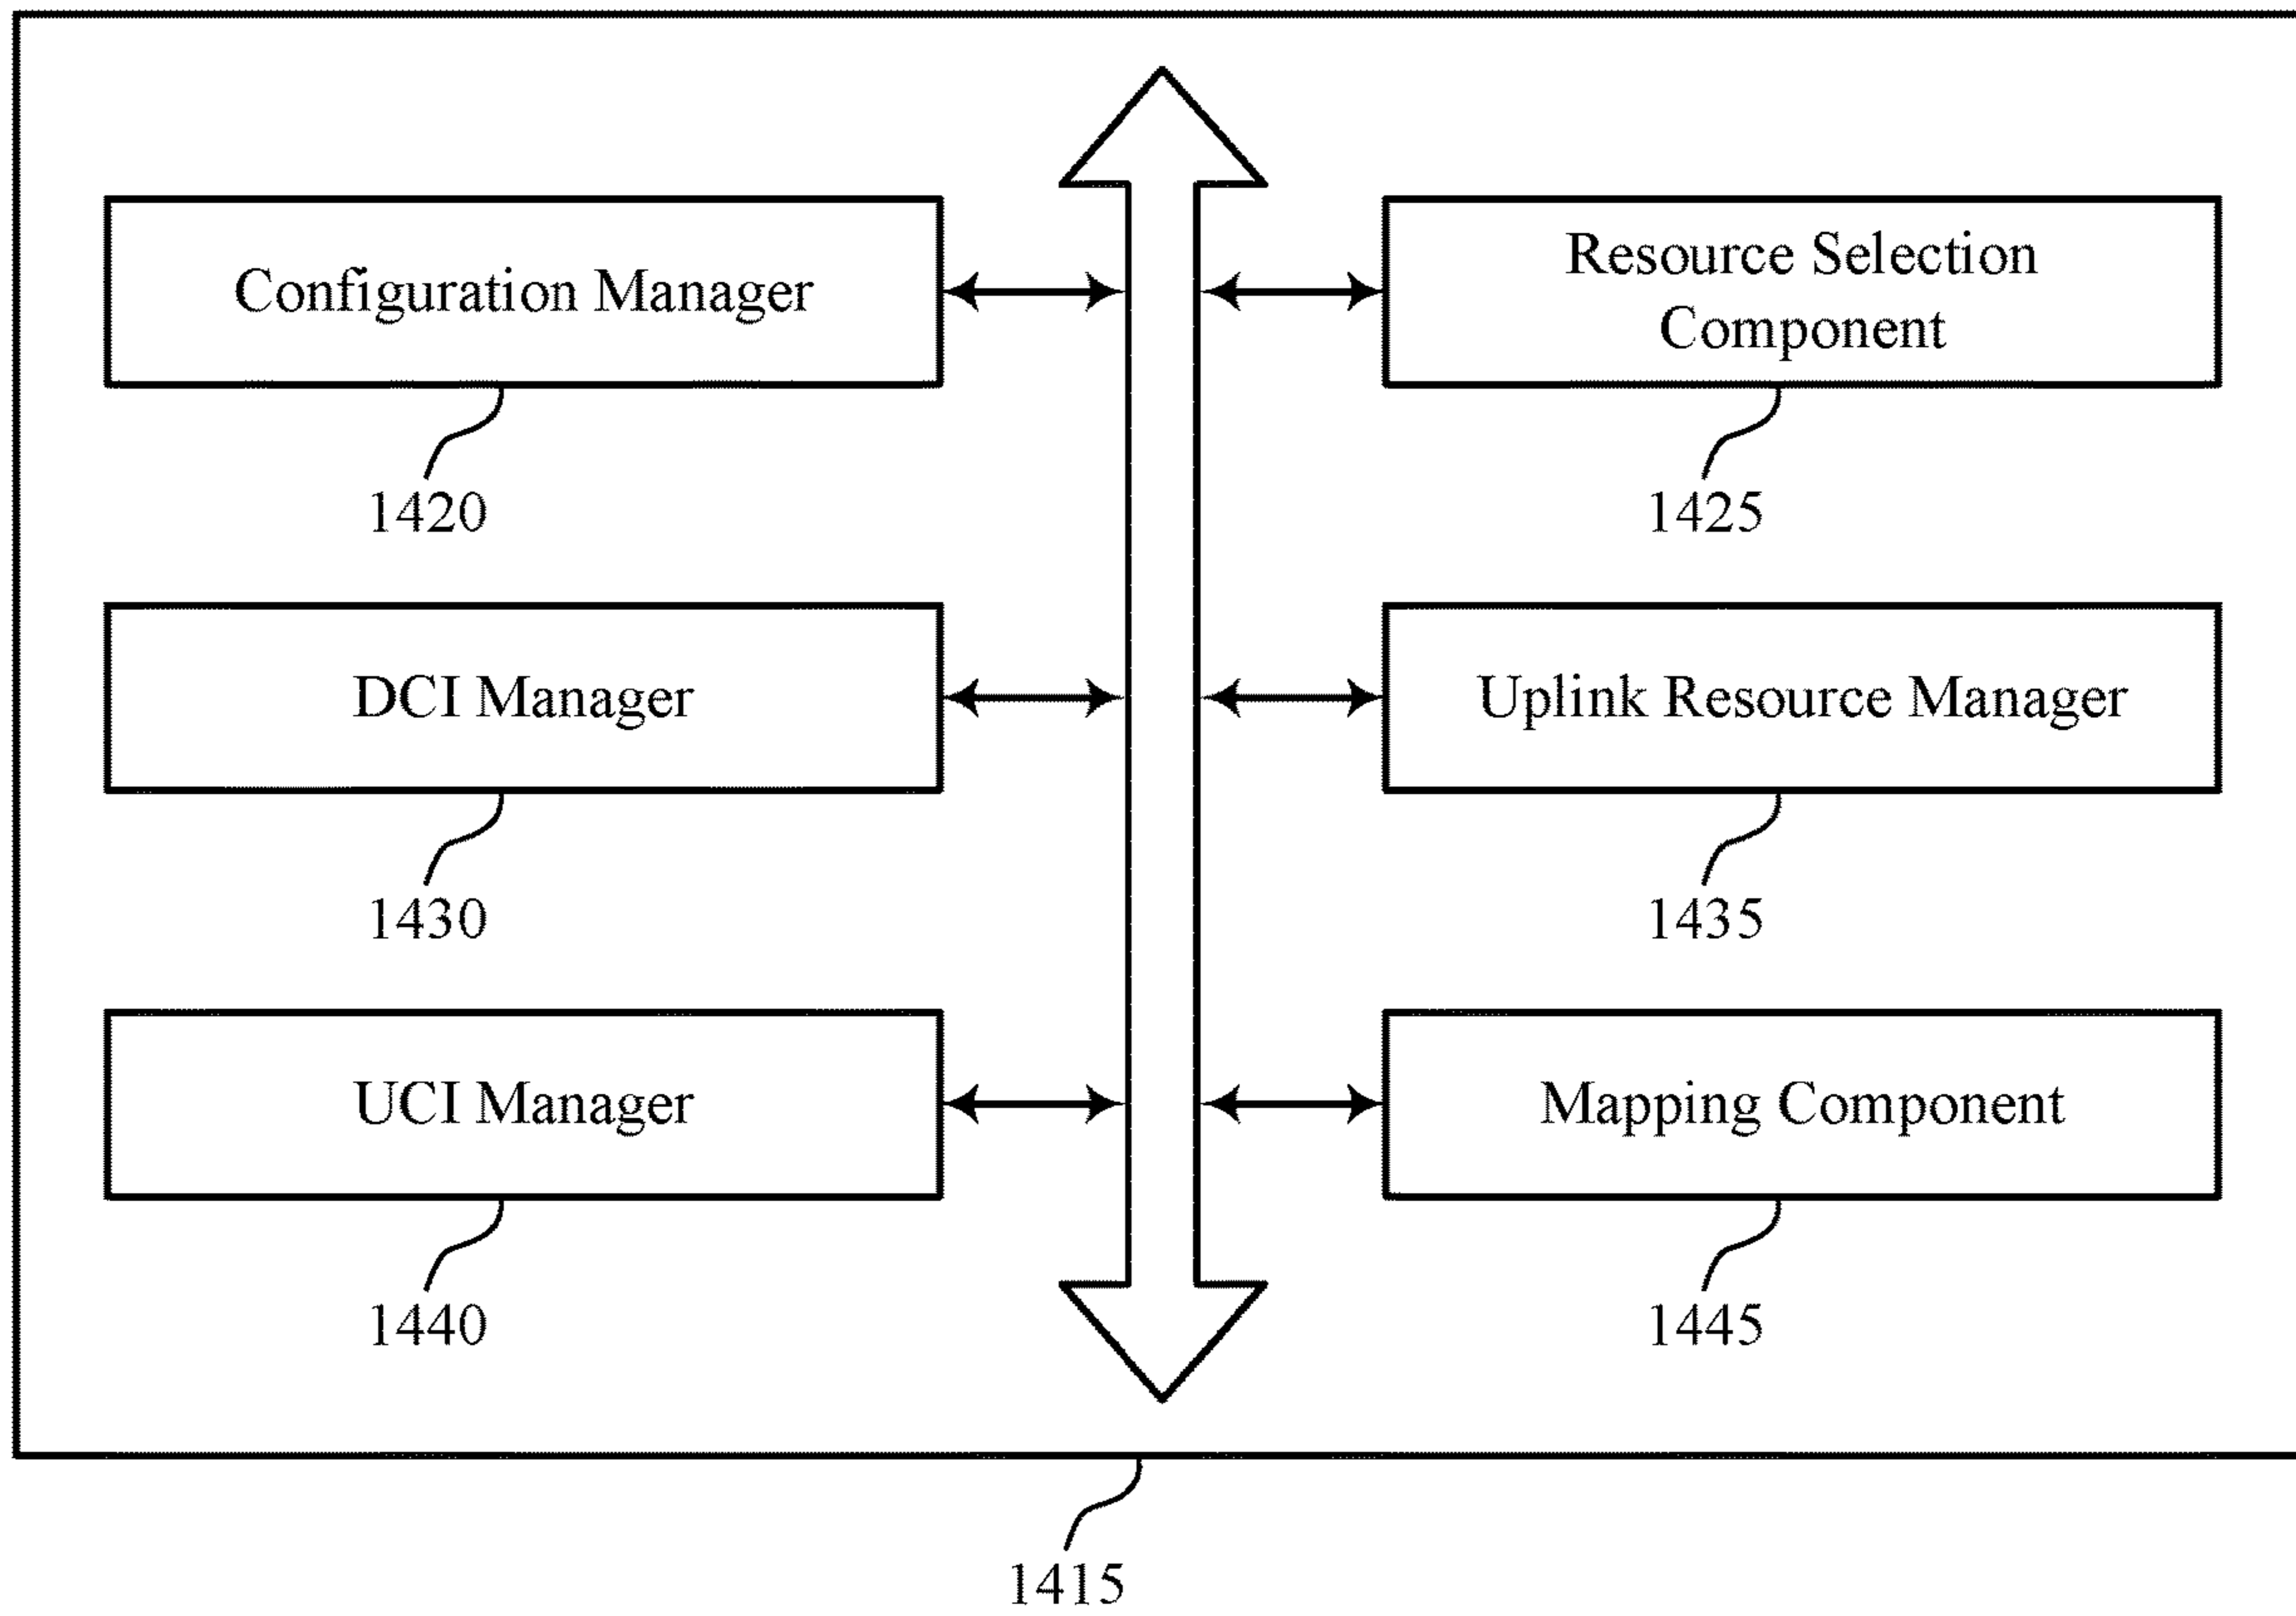 Configuration Manager
Resource Selection
Component
1420
1425
DCI Manager
Uplink Resource Manager
1430
1435
UCI Manager
Mapping Component
1440
1445
1415